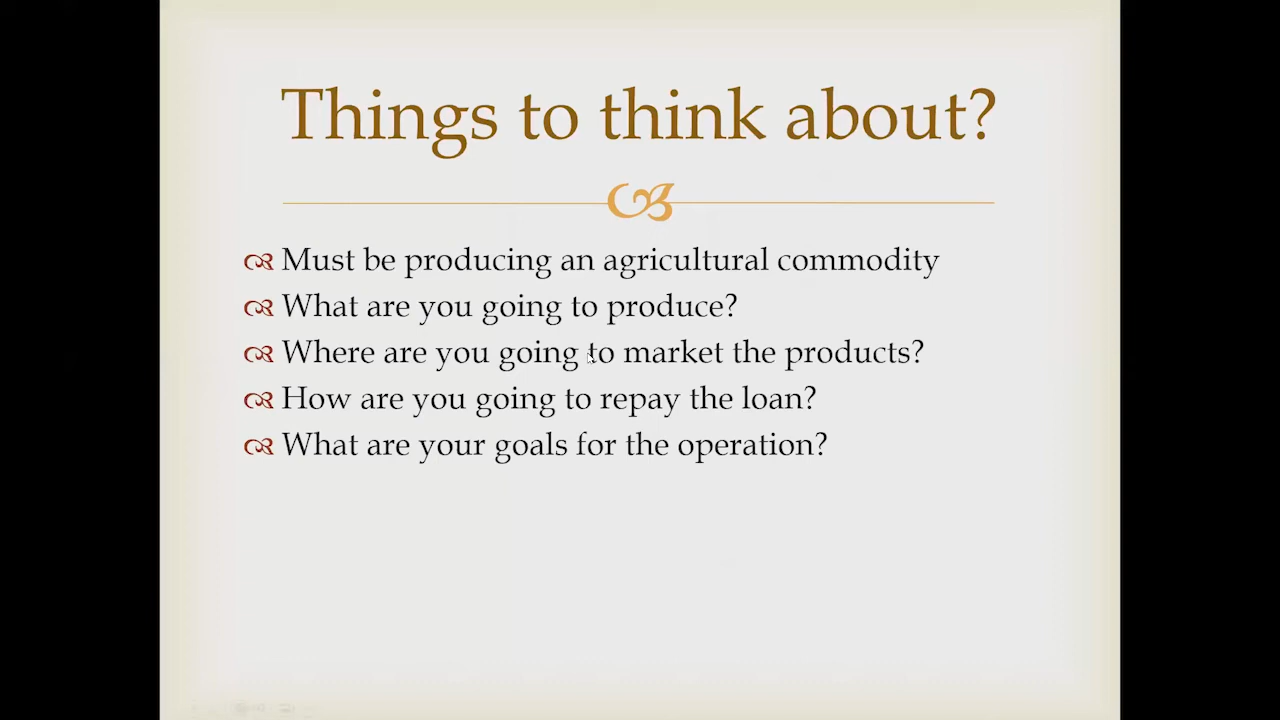 Things to think about?
Must be producing an agricultural commodity
What are you going to produce?
Where are you going to market the products?
How are you going to repay the loan?
What are your goals for the operation?